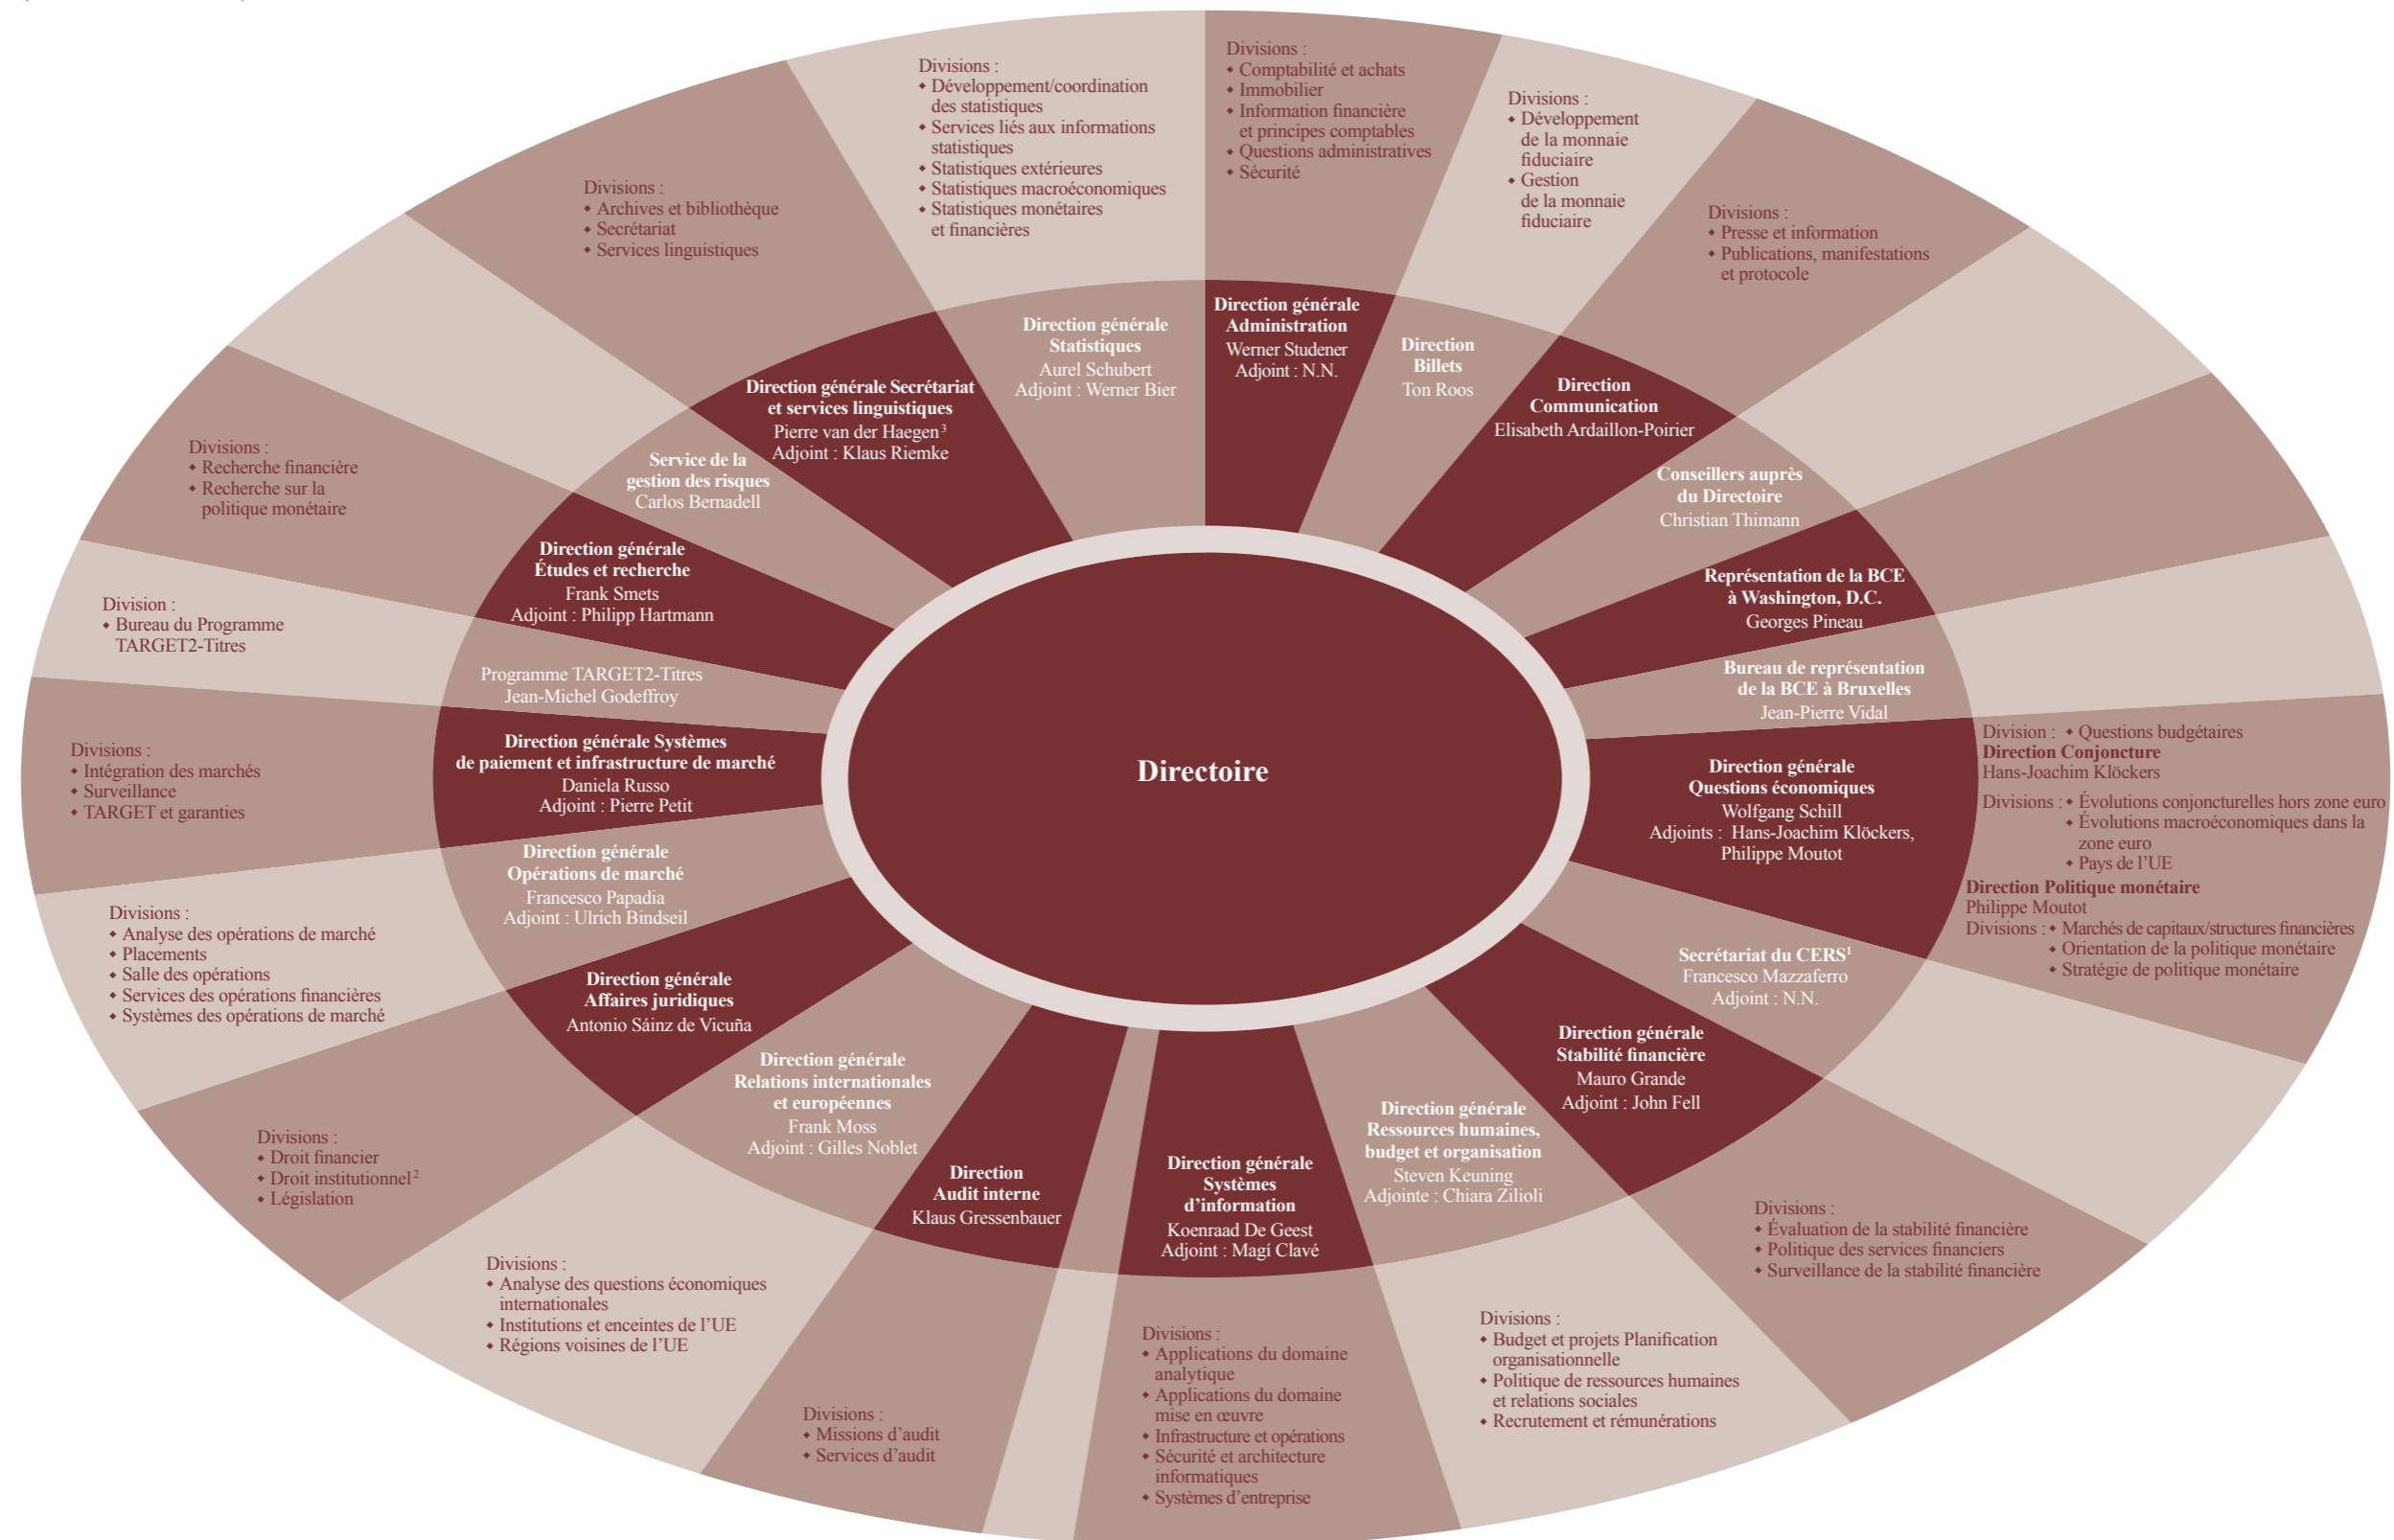 Directoire
Direction générale
Administration
Werner Studener
Adjoint : N.N.
Divisions :
◆ Comptabilité et achats
◆ Immobilier
◆ Information financière
et principes comptables
◆ Questions administratives
◆ Sécurité
Direction
Billets
Ton Roos
Divisions :
◆ Développement
de la monnaie
fiduciaire
◆ Gestion
de la monnaie
fiduciaire
Direction
Communication
Elisabeth Ardaillon-Poirier
Divisions :
◆ Presse et information
◆ Publications, manifestations
et protocole
Conseillers auprès
du Directoire
Christian Thimann
Représentation de la BCE
à Washington, D.C.
Georges Pineau
Bureau de représentation
de la BCE à Bruxelles
Jean-Pierre Vidal
Direction générale
Questions économiques
Wolfgang Schill
Adjoints : Hans-Joachim Klöckers,
Philippe Moutot
Division : ◆ Questions budgétaires
Direction Conjoncture
Hans-Joachim Klöckers
Divisions : ◆ Évolutions conjoncturelles hors zone euro
◆ Évolutions macroéconomiques dans la
zone euro
◆ Pays de l’UE
Direction Politique monétaire
Philippe Moutot
Divisions : ◆ Marchés de capitaux/structures financières
◆ Orientation de la politique monétaire
◆ Stratégie de politique monétaire
Secrétariat du CERS¹
Francesco Mazzaferro
Adjoint : N.N.
Direction générale
Stabilité financière
Mauro Grande
Adjoint : John Fell
Divisions :
◆ Évaluation de la stabilité financière
◆ Politique des services financiers
◆ Surveillance de la stabilité financière
Direction générale
Ressources humaines,
budget et organisation
Steven Keuning
Adjointe : Chiara Zilioli
Divisions :
◆ Budget et projets Planification
organisationnelle
◆ Politique de ressources humaines
et relations sociales
◆ Recrutement et rémunérations
Direction générale
Systèmes
d’information
Koenraad De Geest
Adjoint : Magí Clavé
Divisions :
◆ Applications du domaine
analytique
◆ Applications du domaine
mise en œuvre
◆ Infrastructure et opérations
◆ Sécurité et architecture
informatiques
◆ Systèmes d’entreprise
Direction
Audit interne
Klaus Gressenbauer
Divisions :
◆ Missions d’audit
◆ Services d’audit
Direction générale
Relations internationales
et européennes
Frank Moss
Adjoint : Gilles Noblet
Divisions :
◆ Analyse des questions économiques
internationales
◆ Institutions et enceintes de l’UE
◆ Régions voisines de l’UE
Direction générale
Affaires juridiques
Antonio Sáinz de Vicuña
Divisions :
◆ Droit financier
◆ Droit institutionnel²
◆ Législation
Direction générale
Opérations de marché
Francesco Papadia
Adjoint : Ulrich Bindseil
Divisions :
◆ Analyse des opérations de marché
◆ Placements
◆ Salle des opérations
◆ Services des opérations financières
◆ Systèmes des opérations de marché
Direction générale Systèmes
de paiement et infrastructure de marché
Daniela Russo
Adjoint : Pierre Petit
Divisions :
◆ Intégration des marchés
◆ Surveillance
◆ TARGET et garanties
Programme TARGET2-Titres
Jean-Michel Godeffroy
Division :
◆ Bureau du Programme
TARGET2-Titres
Direction générale
Études et recherche
Frank Smets
Adjoint : Philipp Hartmann
Divisions :
◆ Recherche financière
◆ Recherche sur la
politique monétaire
Service de la
gestion des risques
Carlos Bernadell
Direction générale Secrétariat
et services linguistiques
Pierre van der Haegen³
Adjoint : Klaus Riemke
Divisions :
◆ Archives et bibliothèque
◆ Secrétariat
◆ Services linguistiques
Direction générale
Statistiques
Aurel Schubert
Adjoint : Werner Bier
Divisions :
◆ Développement/coordination
des statistiques
◆ Services liés aux informations
statistiques
◆ Statistiques extérieures
◆ Statistiques macroéconomiques
◆ Statistiques monétaires
et financières